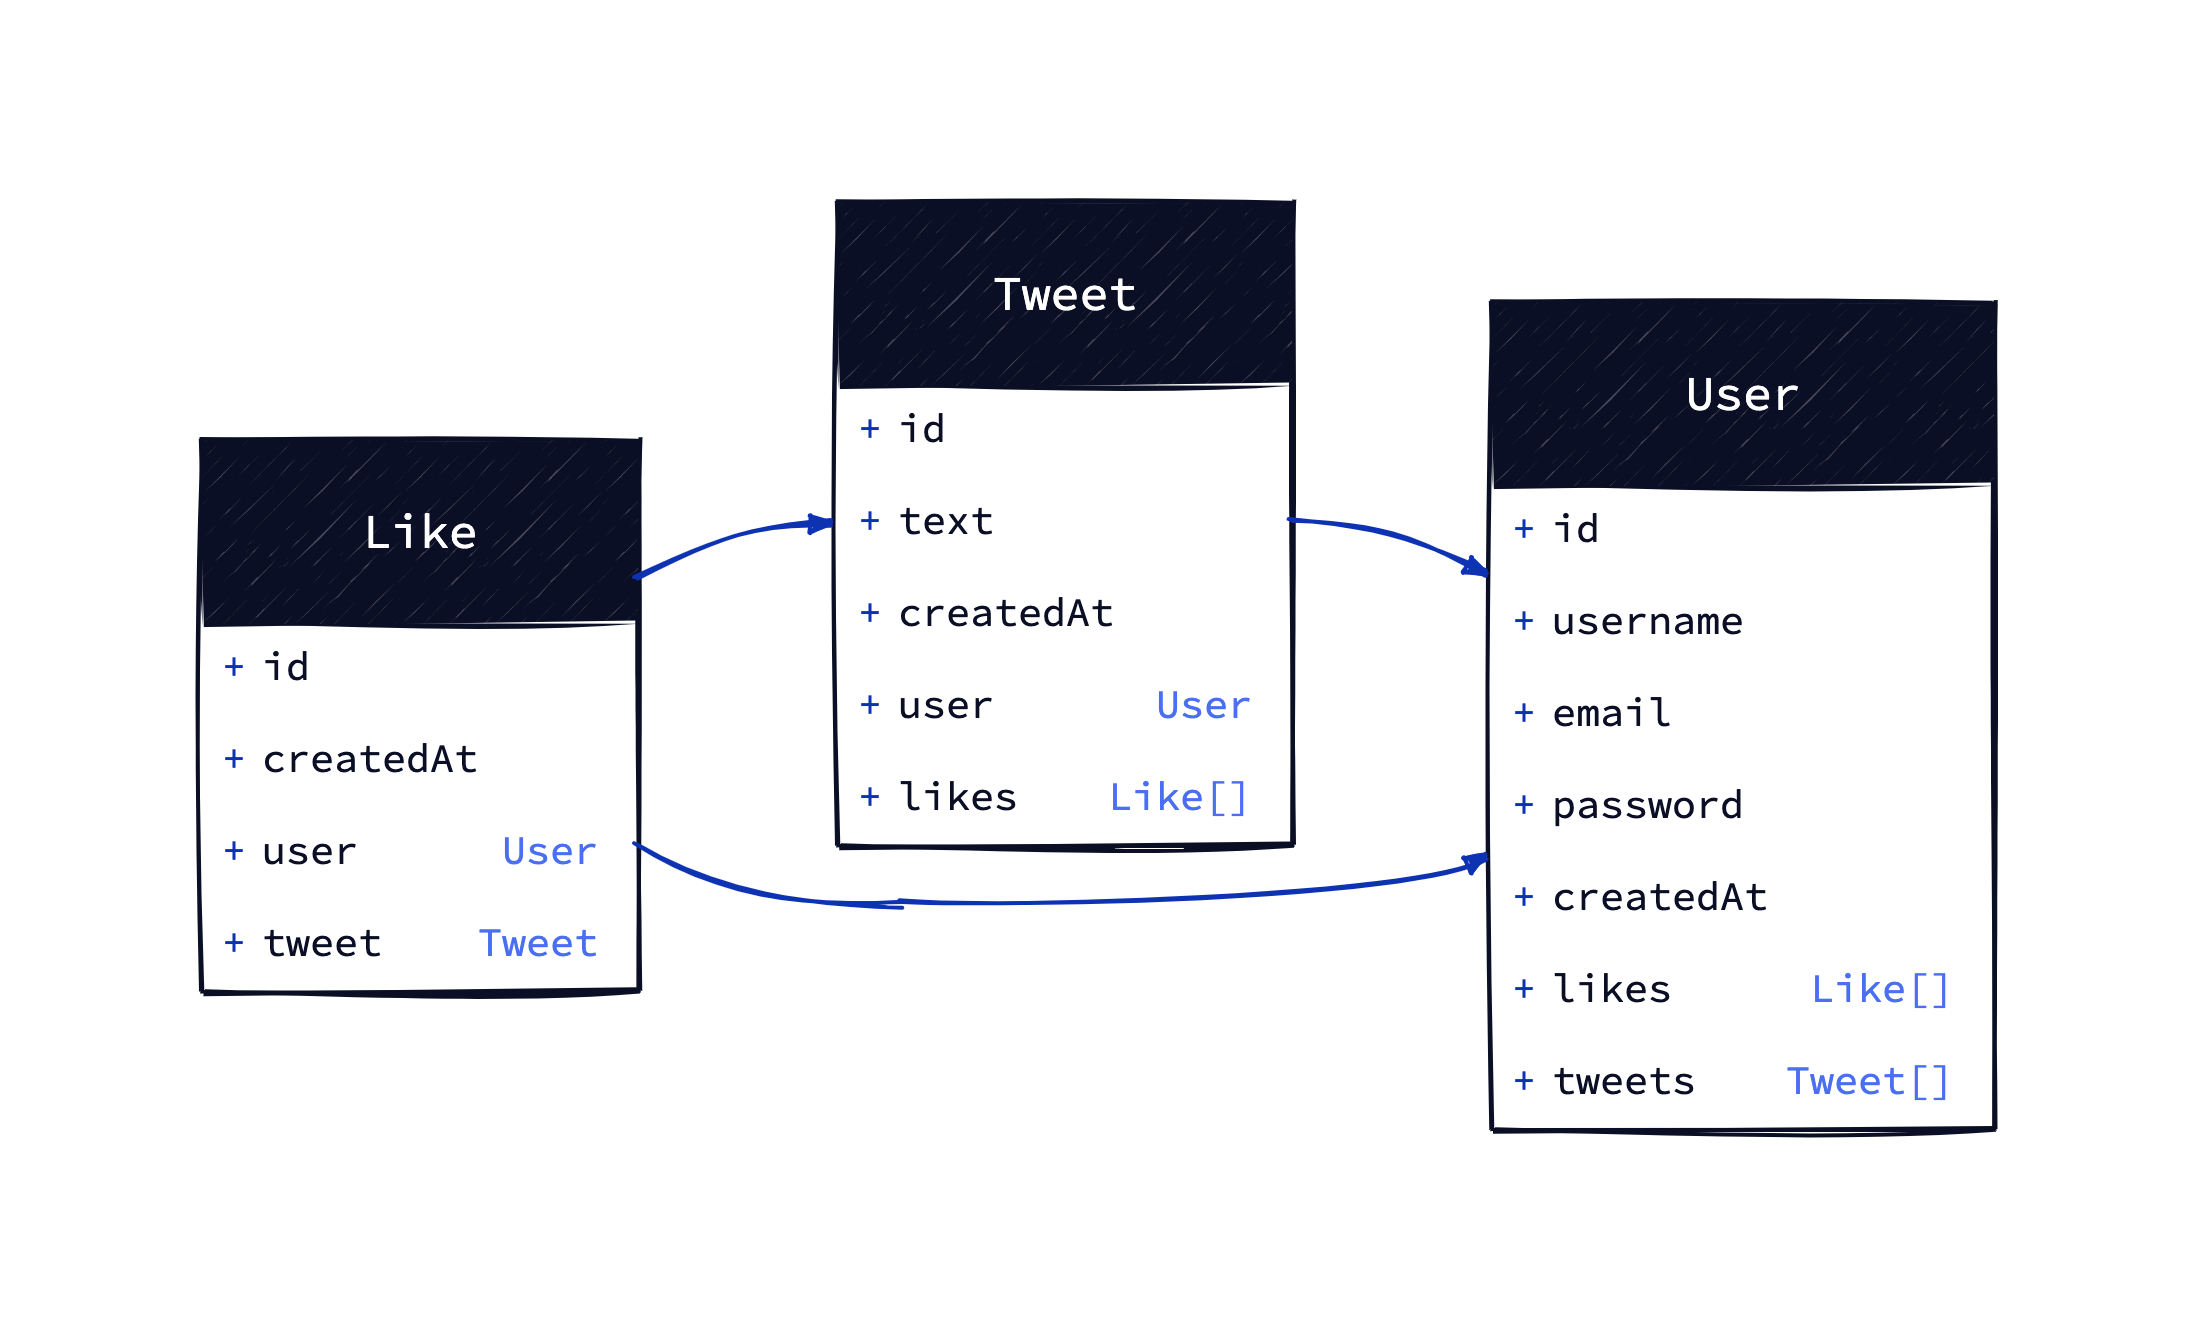 Like
+ id
+ createdAt
+ user User
+ tweet Tweet
Tweet
+ id
+ text
+ createdAt
+ user User
+ likes Like[]
User
+ id
+ username
+ email
+ password
+ createdAt
+ likes Like[]
+ tweets Tweet[]